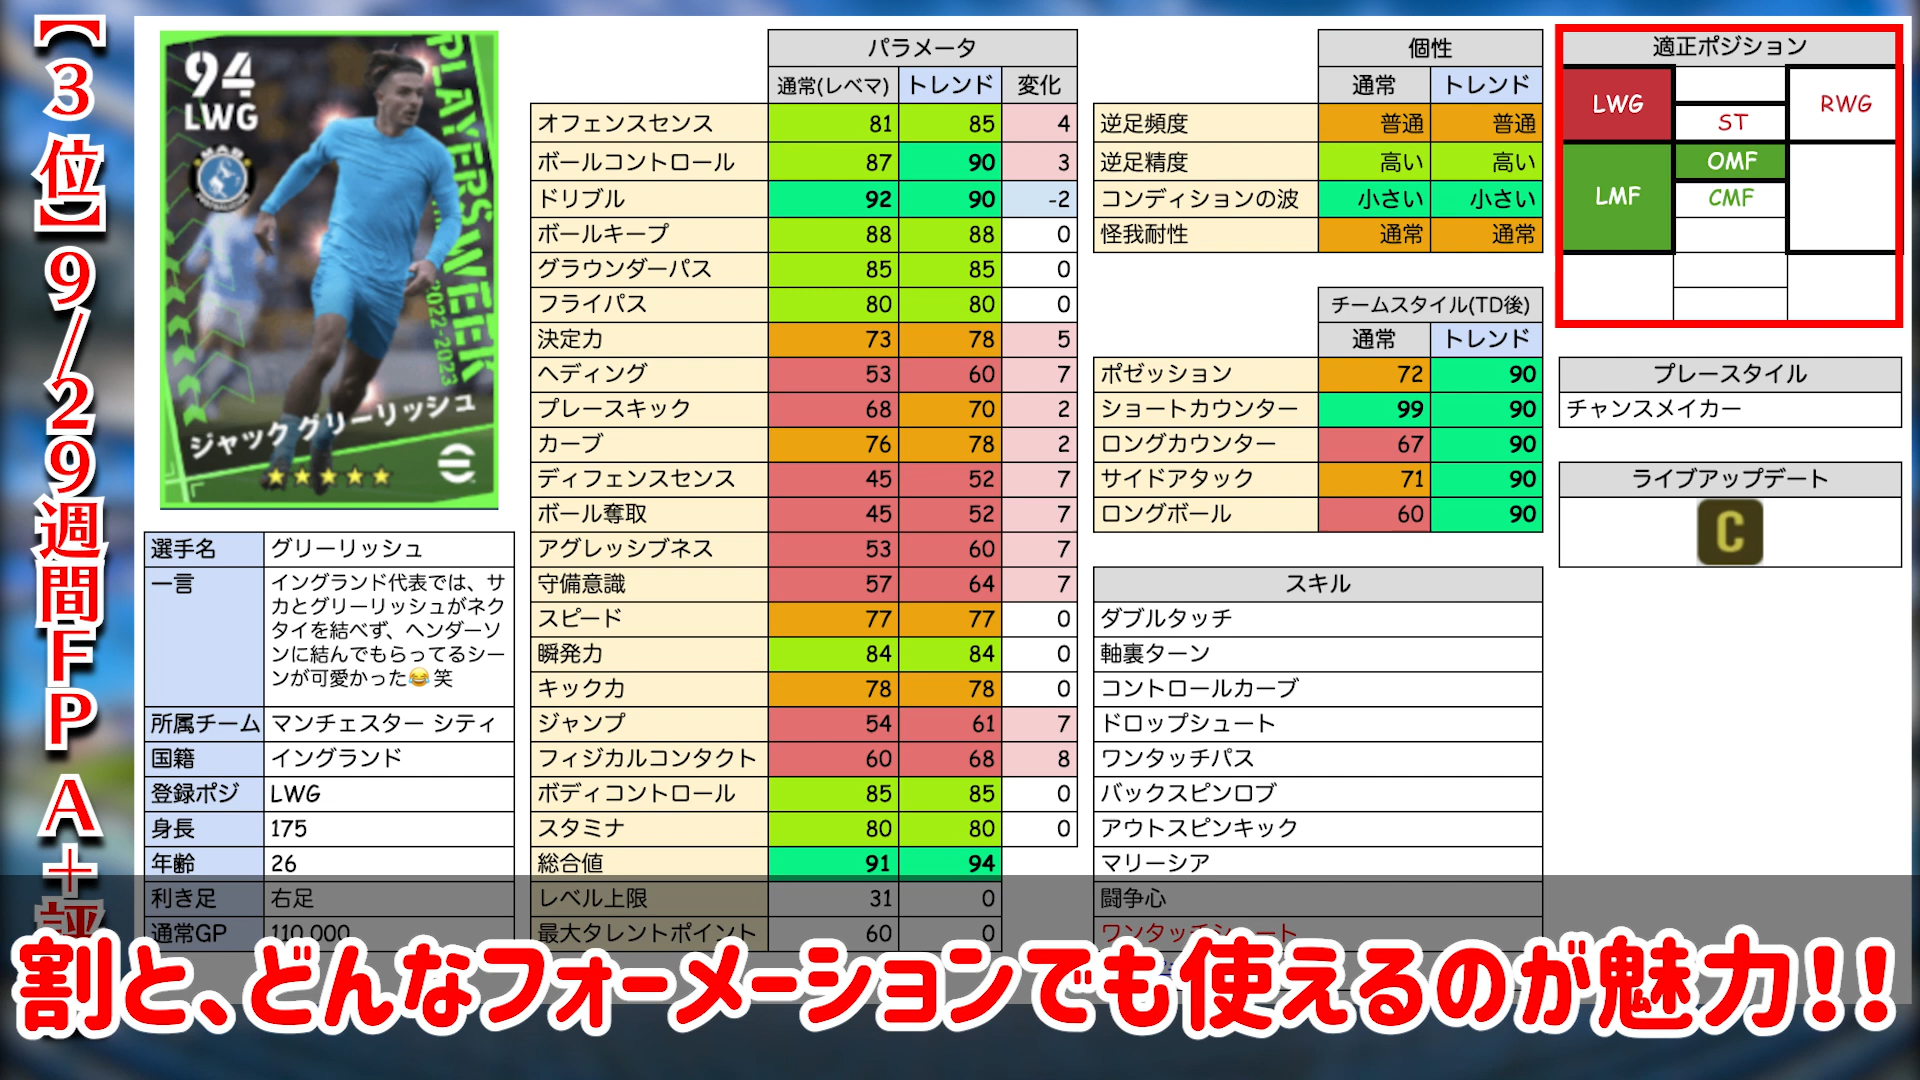 【3位】9/29週間FP A+評
94
LWG
PLAYERS OF THE WEEK
2022-2023
ジャック グリーリッシュ
選手名 グリーリッシュ
一言 イングランド代表では、サ
カとグリーリッシュがネク
タイを結べず、ヘンダーソ
ンに結んでもらってるシー
ンが可愛かった😂笑
所属チーム マンチェスター シティ
国籍 イングランド
登録ポジ LWG
身長 175
年齢 26
利き足 右足
通常GP 110,000
パラメータ
通常(レベマ) トレンド 変化
オフェンスセンス 81 85 4
ボールコントロール 87 90 3
ドリブル 92 90 -2
ボールキープ 88 88 0
グラウンダーパス 85 85 0
フライパス 80 80 0
決定力 73 78 5
ヘディング 53 60 7
プレースキック 68 70 2
カーブ 76 78 2
ディフェンスセンス 45 52 7
ボール奪取 45 52 7
アグレッシブネス 53 60 7
守備意識 57 64 7
スピード 77 77 0
瞬発力 84 84 0
キック力 78 78 0
ジャンプ 54 61 7
フィジカルコンタクト 60 68 8
ボディコントロール 85 85 0
スタミナ 80 80 0
総合値 91 94
レベル上限 31 0
最大タレントポイント 60 0
個性
通常 トレンド
逆足頻度 普通 普通
逆足精度 高い 高い
コンディションの波 小さい 小さい
怪我耐性 通常 通常
チームスタイル(TD後)
通常 トレンド
ポゼッション 72 90
ショートカウンター 99 90
ロングカウンター 67 90
サイドアタック 71 90
ロングボール 60 90
スキル
ダブルタッチ
軸裏ターン
コントロールカーブ
ドロップシュート
ワンタッチパス
バックスピンロブ
アウトスピンキック
マリーシア
闘争心
ワンタッチシュート
適正ポジション
LWG RWG
ST
OMF
LMF CMF
プレースタイル
チャンスメイカー
ライブアップデート
C
割と、どんなフォーメーションでも使えるのが魅力!!